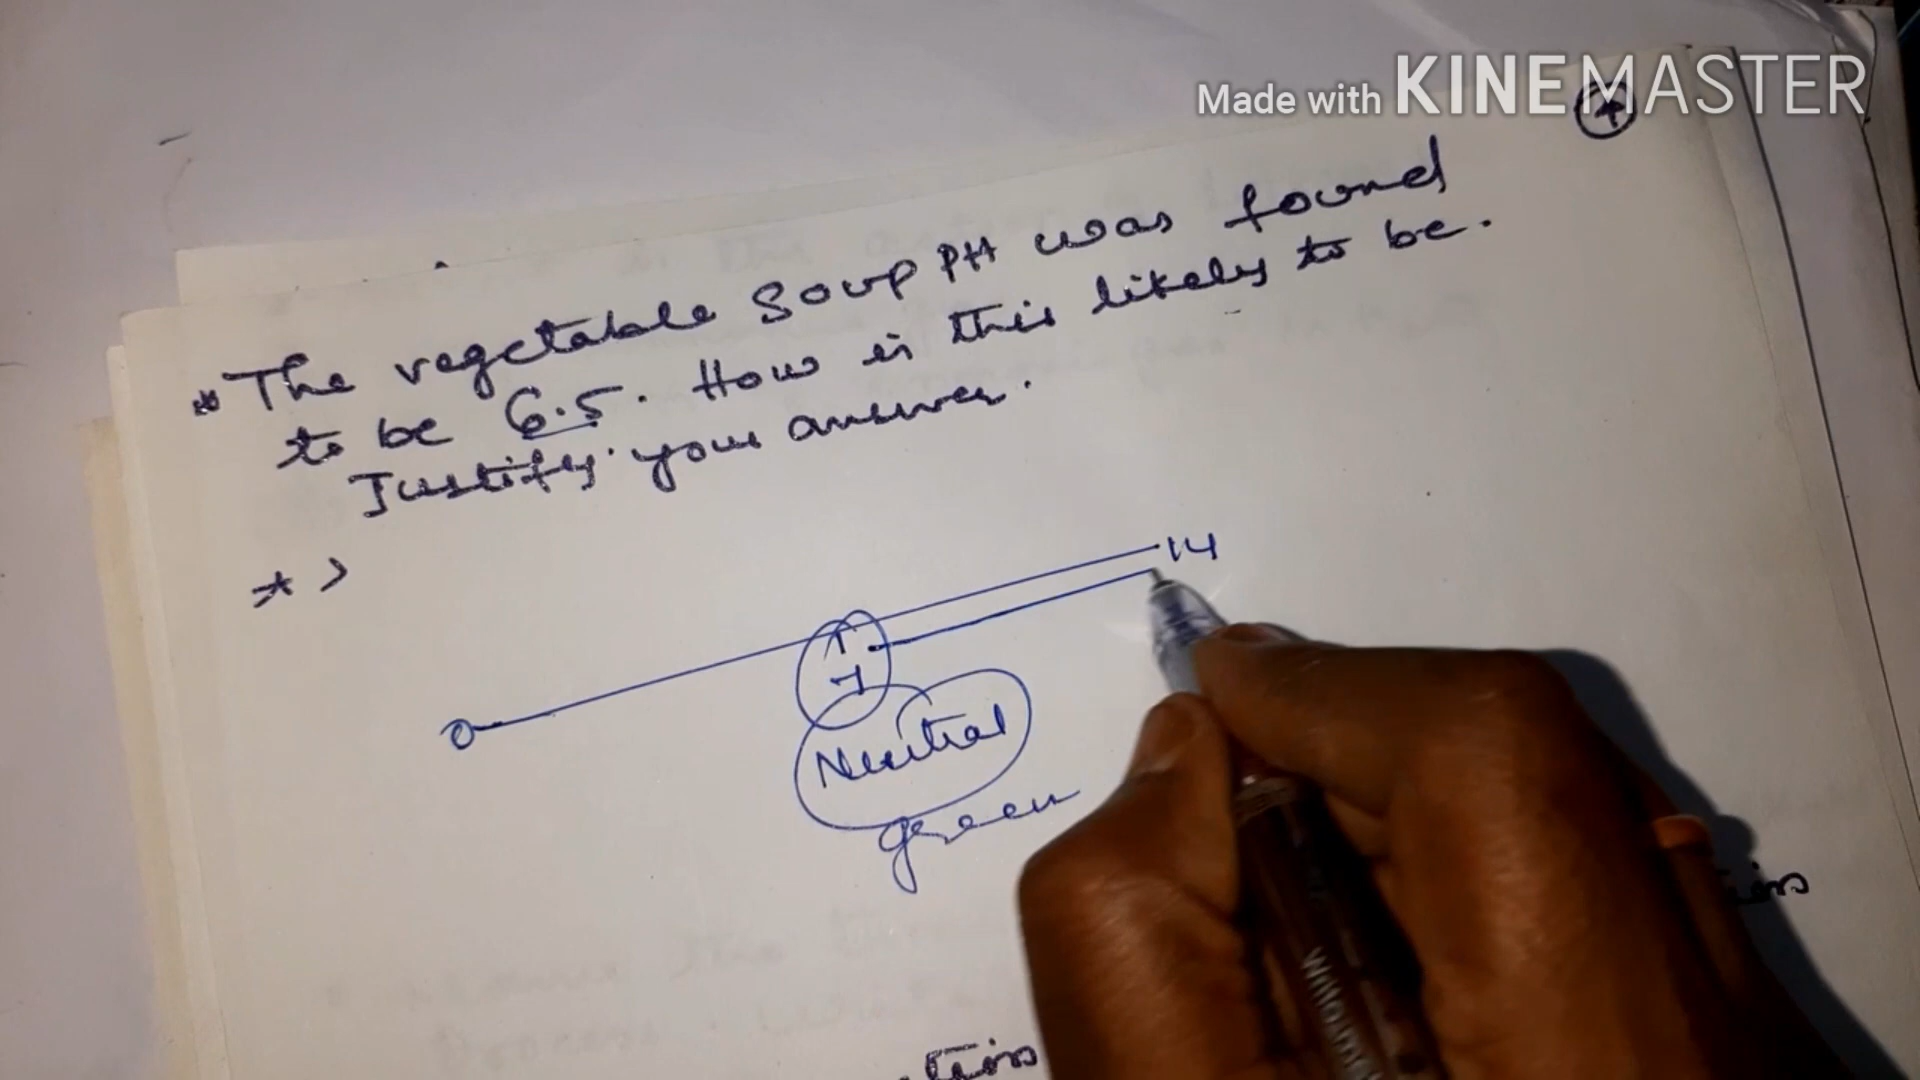 Made with KINEMASTER
4
* The vegetable Soup PH was found
to be 6.5. How is this likely to be.
Justify your answer.
* >
14
7
0
Neutral
green